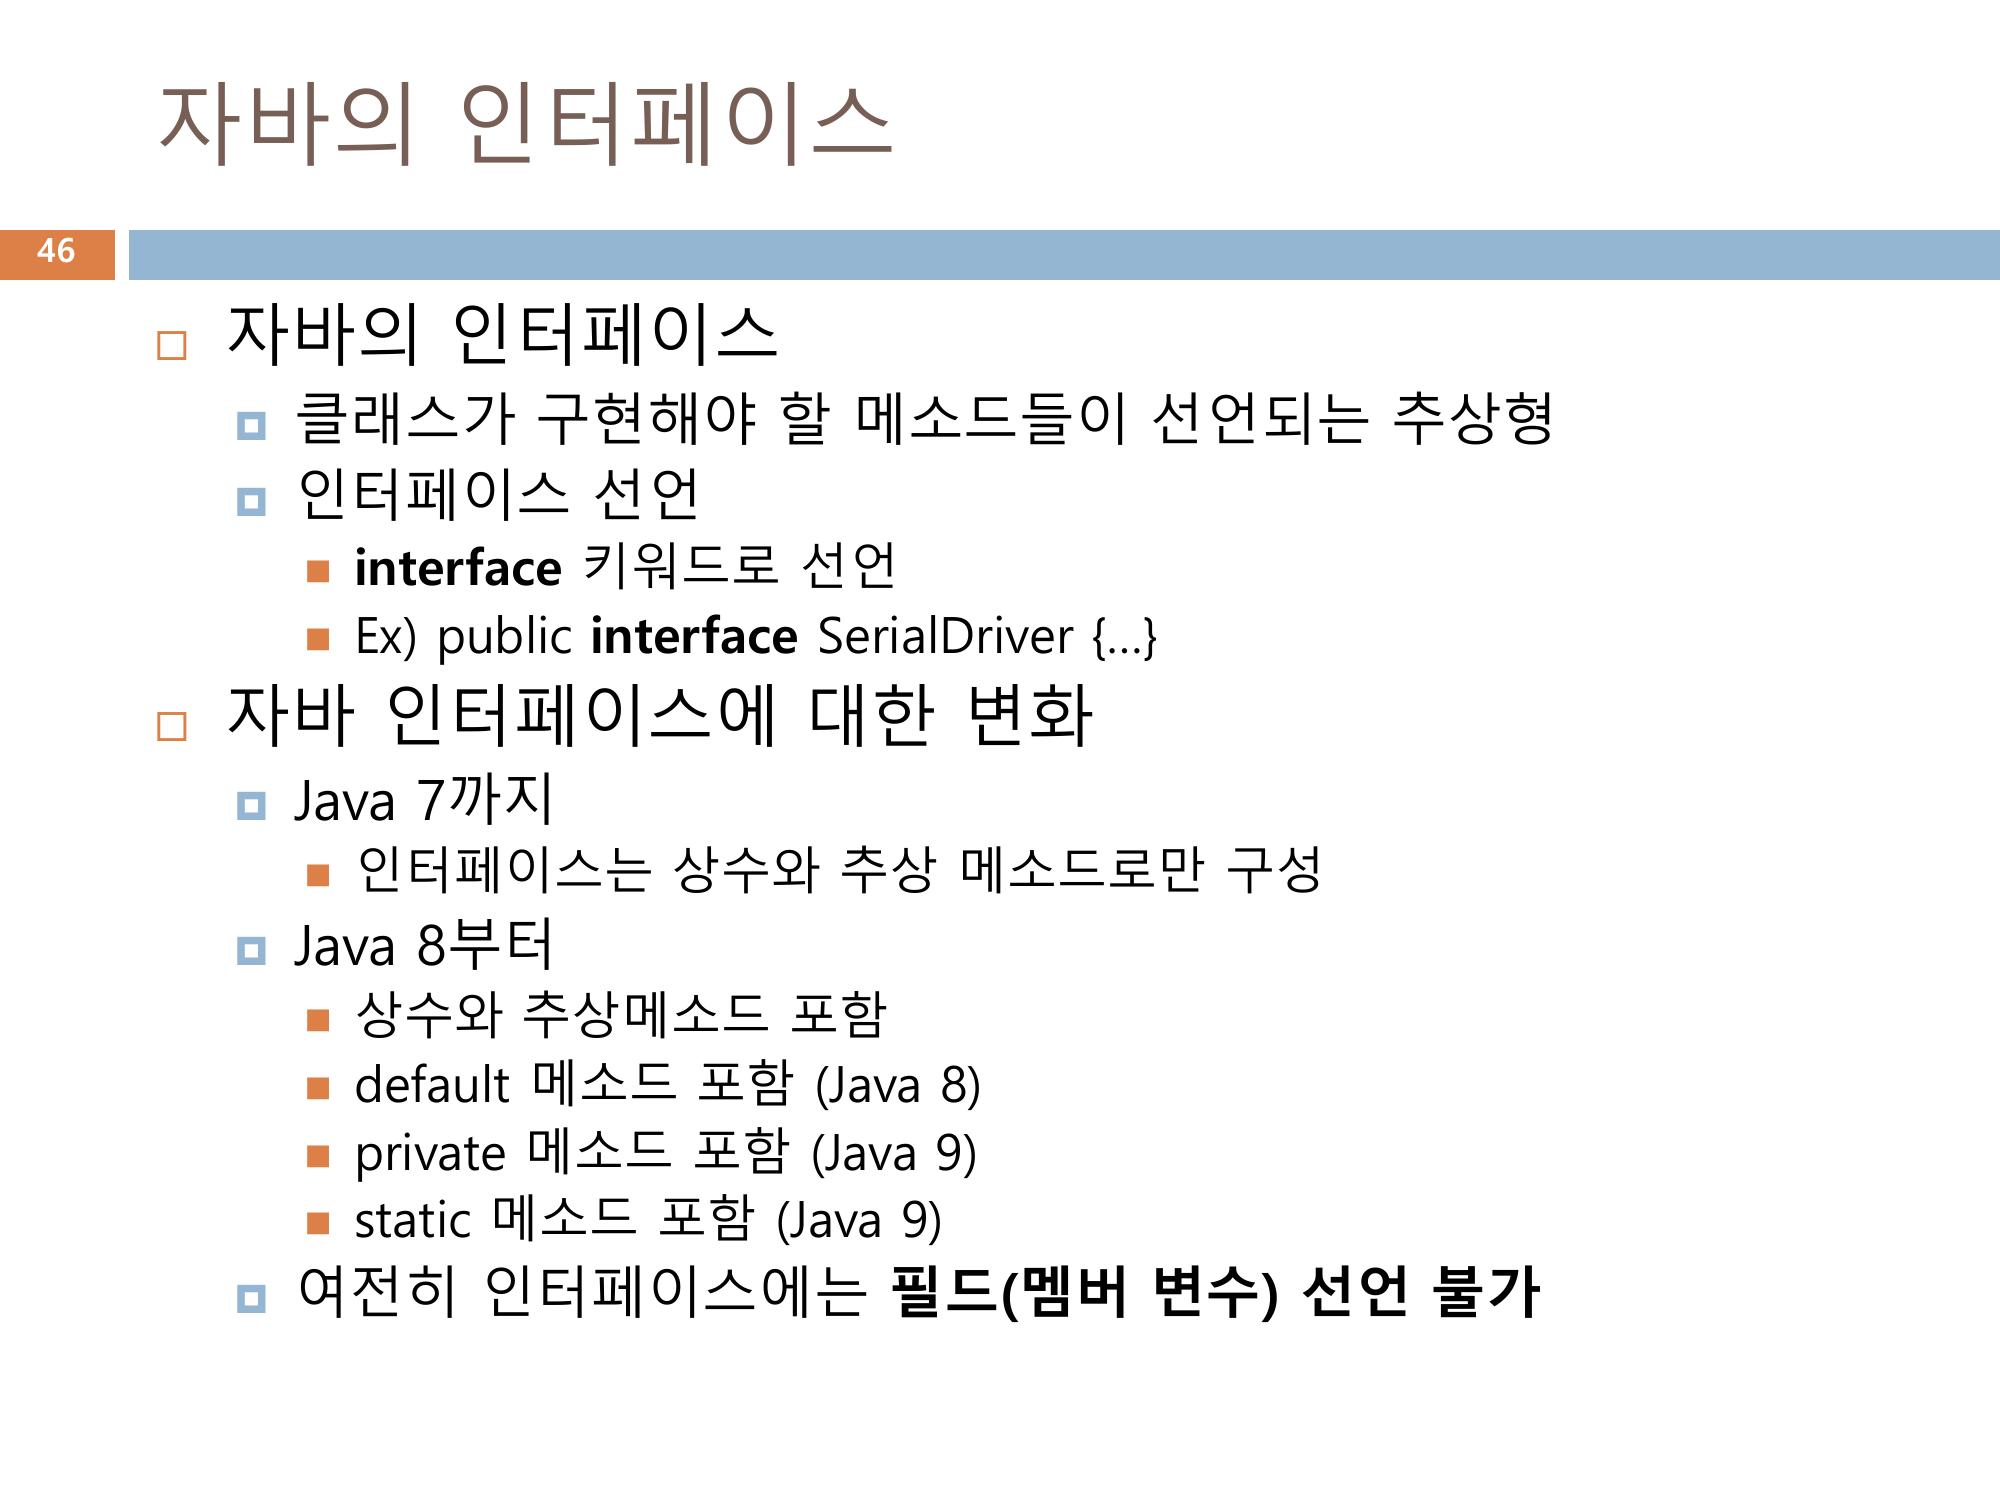 자바의 인터페이스
46
자바의 인터페이스
클래스가 구현해야 할 메소드들이 선언되는 추상형
인터페이스 선언
interface 키워드로 선언
Ex) public interface SerialDriver {…}
자바 인터페이스에 대한 변화
Java 7까지
인터페이스는 상수와 추상 메소드로만 구성
Java 8부터
상수와 추상메소드 포함
default 메소드 포함 (Java 8)
private 메소드 포함 (Java 9)
static 메소드 포함 (Java 9)
여전히 인터페이스에는 필드(멤버 변수) 선언 불가